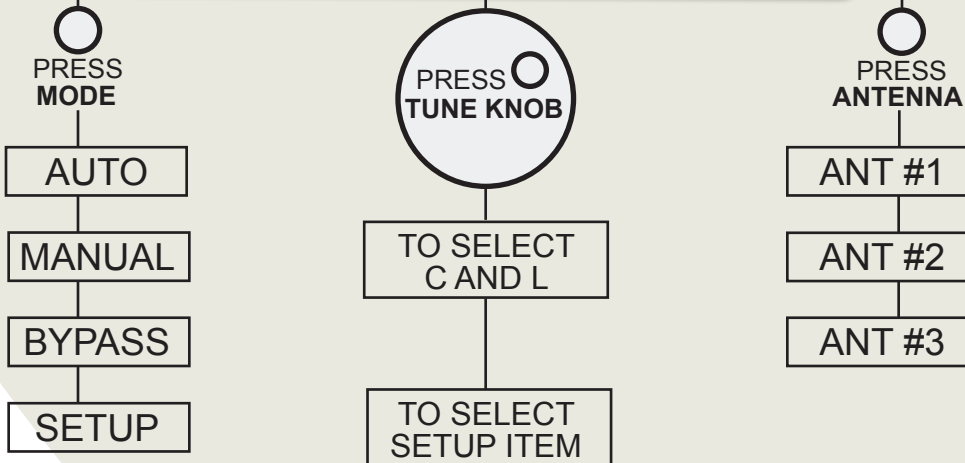 PRESS
MODE
AUTO
MANUAL
BYPASS
SETUP
PRESS
TUNE KNOB
TO SELECT
C AND L
TO SELECT
SETUP ITEM
PRESS
ANTENNA
ANT #1
ANT #2
ANT #3